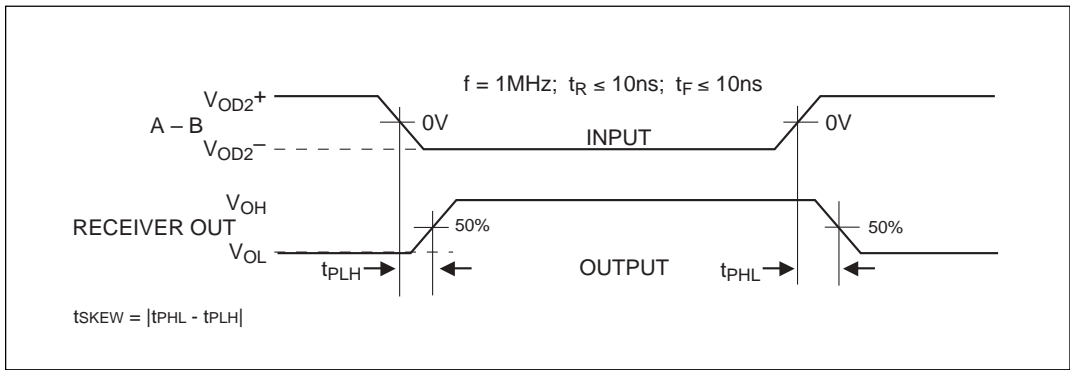 f = 1MHz; tR ≤ 10ns; tF ≤ 10ns
VOD2+
A – B
0V
0V
VOD2–
INPUT
VOH
RECEIVER OUT
50%
50%
VOL
tPLH
OUTPUT
tPHL
tSKEW = |tPHL - tPLH|